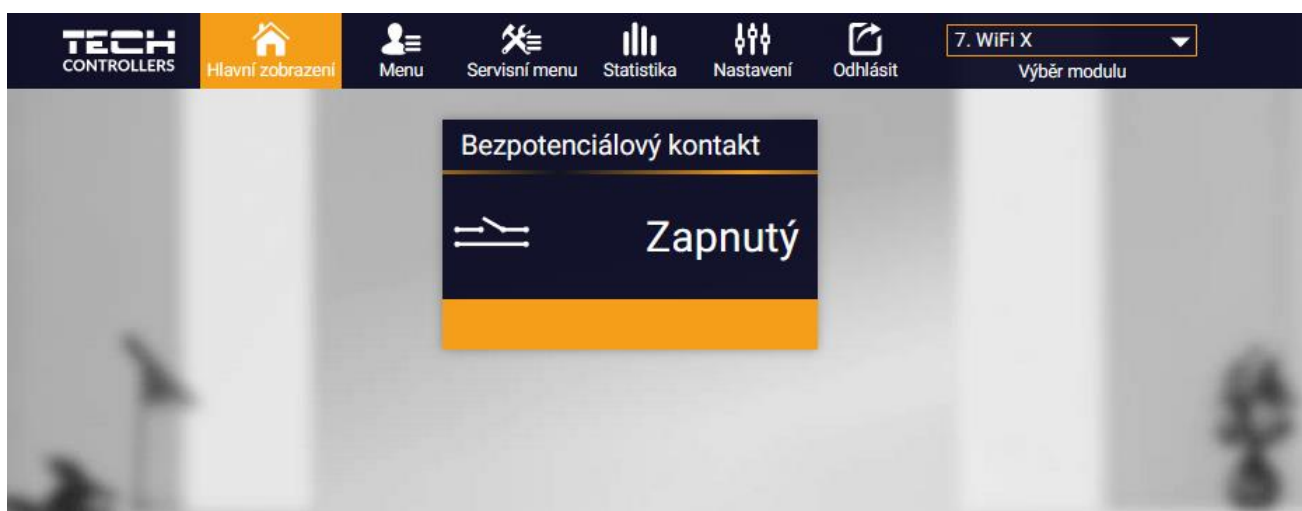 TECH
CONTROLLERS
Hlavní zobrazení
Menu
Servisní menu
Statistika
Nastavení
Odhlásit
7. WiFi X
Výběr modulu
Bezpotenciálový kontakt
Zapnutý